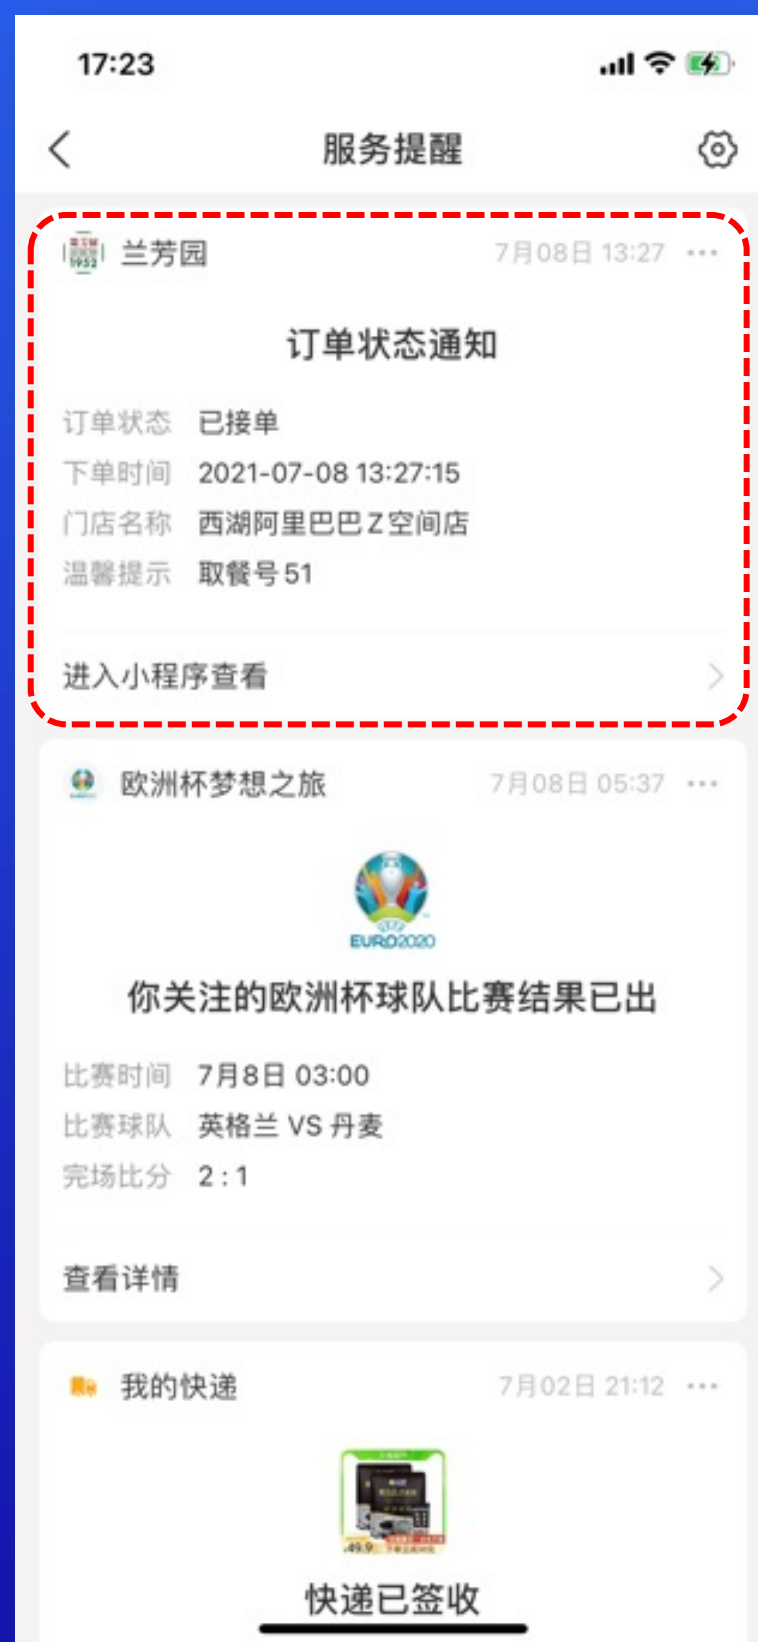 17:23
服务提醒
1952
兰芳园
7月08日 13:27
订单状态通知
订单状态 已接单
下单时间 2021-07-08 13:27:15
门店名称 西湖阿里巴巴Z空间店
温馨提示 取餐号51
进入小程序查看
欧洲杯梦想之旅
7月08日 05:37
EURO2020
你关注的欧洲杯球队比赛结果已出
比赛时间 7月8日 03:00
比赛球队 英格兰 VS 丹麦
完场比分 2 : 1
查看详情
我的快递
7月02日 21:12
49.9
快递已签收